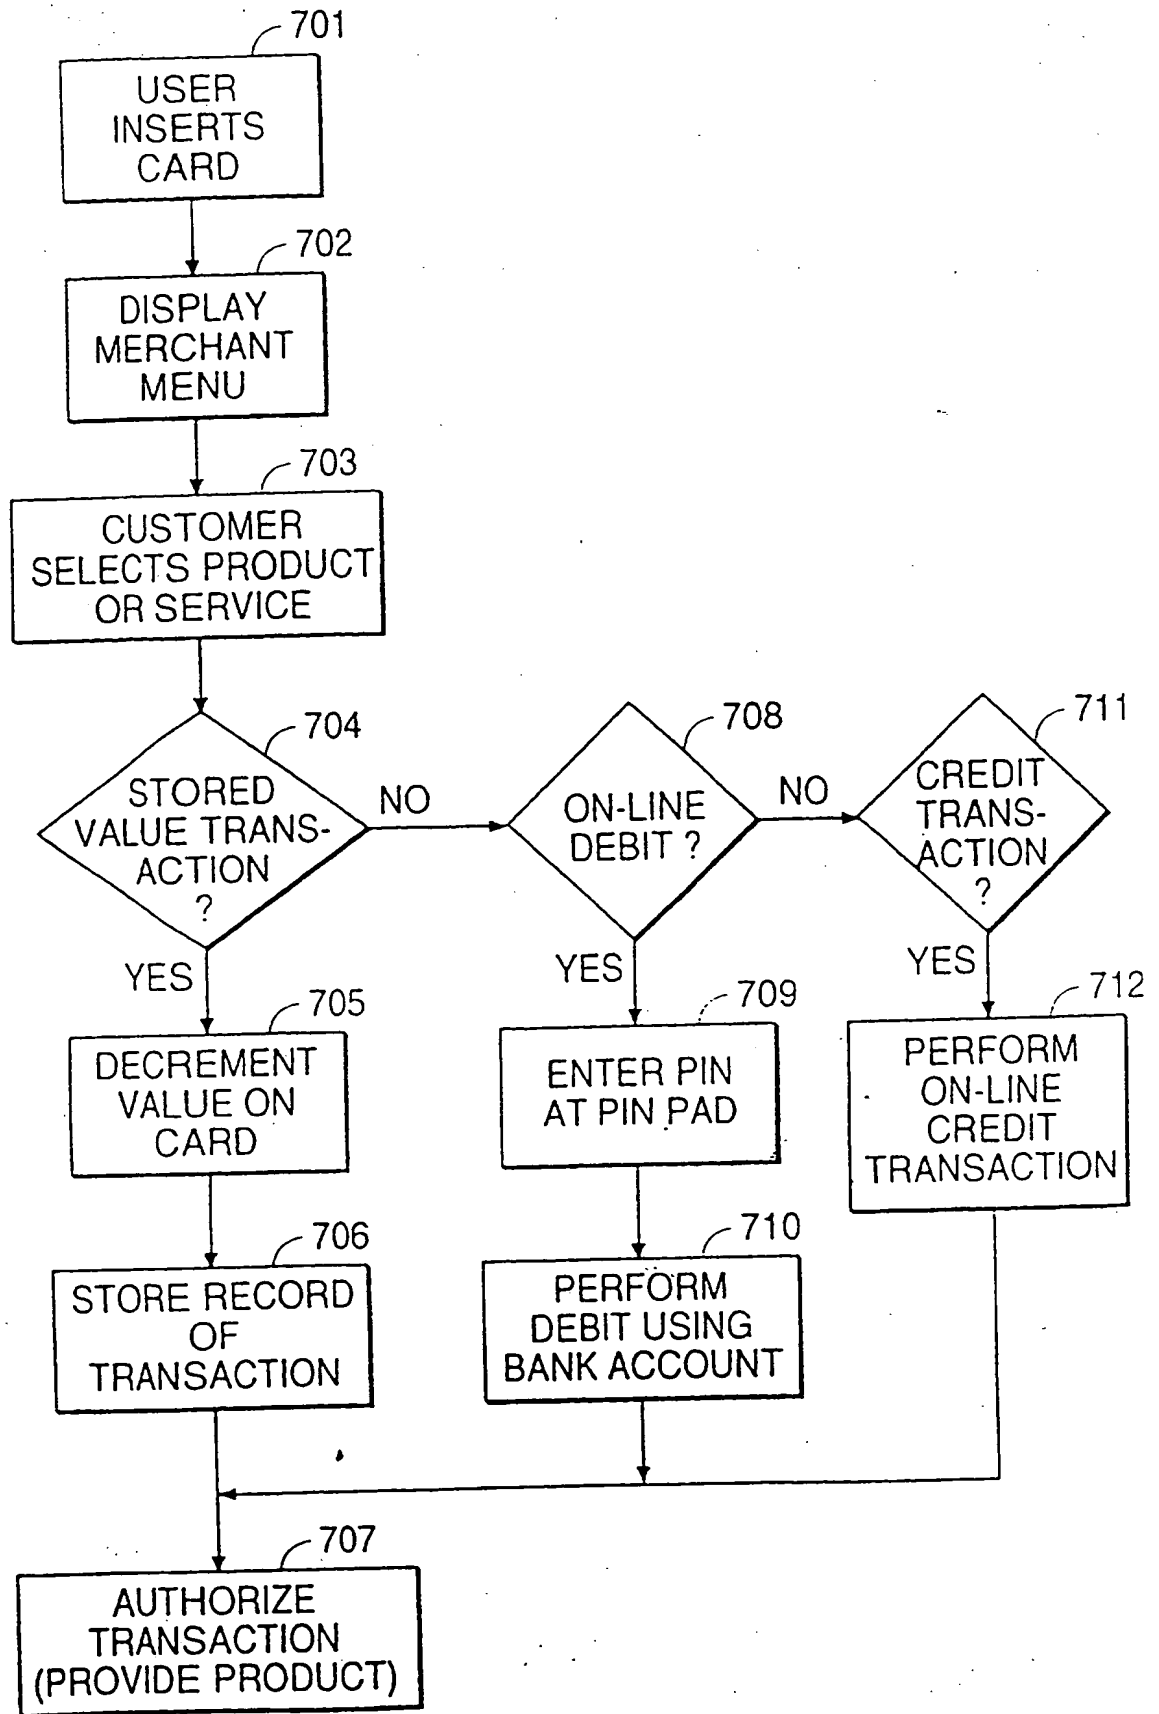 701
USER
INSERTS
CARD
702
DISPLAY
MERCHANT
MENU
703
CUSTOMER
SELECTS PRODUCT
OR SERVICE
704
STORED
VALUE TRANS-
ACTION
?
NO
708
ON-LINE
DEBIT ?
NO
711
CREDIT
TRANS-
ACTION
?
YES
705
DECREMENT
VALUE ON
CARD
706
STORE RECORD
OF
TRANSACTION
YES
709
ENTER PIN
AT PIN PAD
710
PERFORM
DEBIT USING
BANK ACCOUNT
YES
712
PERFORM
ON-LINE
CREDIT
TRANSACTION
707
AUTHORIZE
TRANSACTION
(PROVIDE PRODUCT)